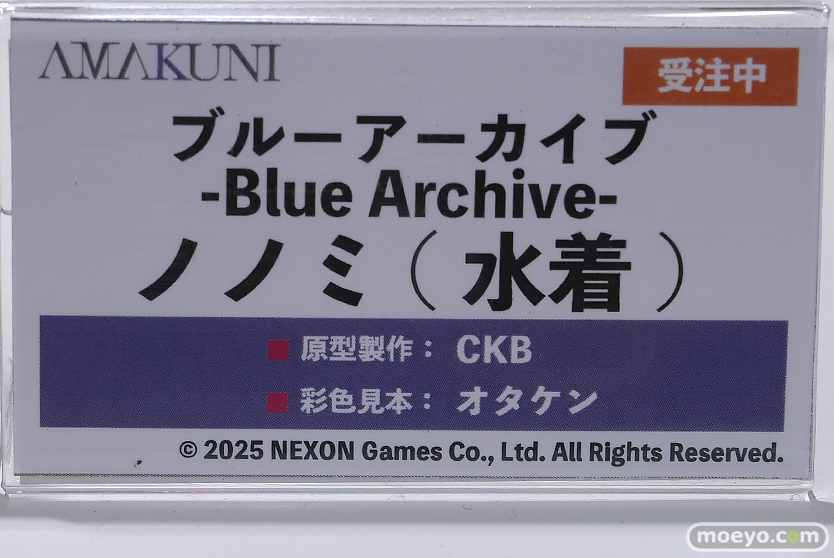 AMAKUNI
受注中
ブルーアーカイブ
-Blue Archive-
ノノミ（水着）
■ 原型製作： CKB
■ 彩色見本： オタケン
© 2025 NEXON Games Co., Ltd. All Rights Reserved.
moeyo.com